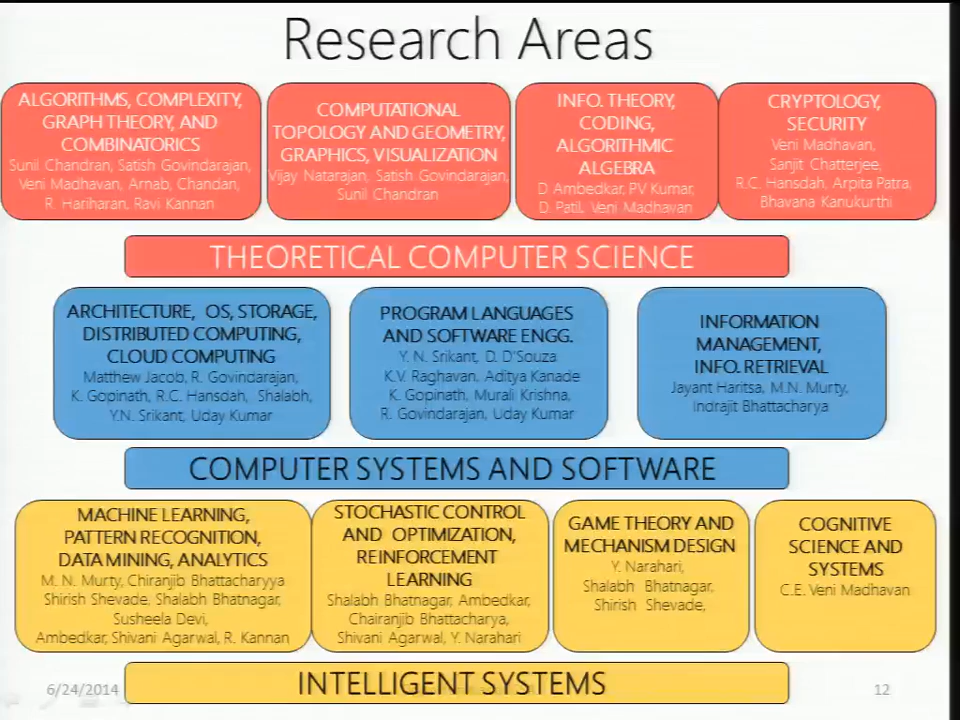 Research Areas
ALGORITHMS, COMPLEXITY,
GRAPH THEORY, AND
COMBINATORICS
Sunil Chandran, Satish Govindarajan,
Veni Madhavan, Arnab, Chandan,
R. Hariharan, Ravi Kannan
COMPUTATIONAL
TOPOLOGY AND GEOMETRY,
GRAPHICS, VISUALIZATION
Vijay Natarajan, Satish Govindarajan,
Sunil Chandran
INFO. THEORY,
CODING,
ALGORITHMIC
ALGEBRA
D Ambedkar, PV Kumar,
D. Patil, Veni Madhavan
CRYPTOLOGY,
SECURITY
Veni Madhavan,
Sanjit Chatterjee,
R.C. Hansdah, Arpita Patra,
Bhavana Kanukurthi
THEORETICAL COMPUTER SCIENCE
ARCHITECTURE, OS, STORAGE,
DISTRIBUTED COMPUTING,
CLOUD COMPUTING
Matthew Jacob, R. Govindarajan,
K. Gopinath, R.C. Hansdah, Shalabh,
Y.N. Srikant, Uday Kumar
PROGRAM LANGUAGES
AND SOFTWARE ENGG.
Y. N. Srikant, D. D'Souza
K.V. Raghavan, Aditya Kanade
K. Gopinath, Murali Krishna,
R. Govindarajan, Uday Kumar
INFORMATION
MANAGEMENT,
INFO. RETRIEVAL
Jayant Haritsa, M.N. Murty,
Indrajit Bhattacharya
COMPUTER SYSTEMS AND SOFTWARE
MACHINE LEARNING,
PATTERN RECOGNITION,
DATA MINING, ANALYTICS
M. N. Murty, Chiranjib Bhattacharyya
Shirish Shevade, Shalabh Bhatnagar,
Susheela Devi,
Ambedkar, Shivani Agarwal, R. Kannan
STOCHASTIC CONTROL
AND OPTIMIZATION,
REINFORCEMENT
LEARNING
Shalabh Bhatnagar, Ambedkar,
Chairanjib Bhattacharya,
Shivani Agarwal, Y. Narahari
GAME THEORY AND
MECHANISM DESIGN
Y. Narahari,
Shalabh Bhatnagar,
Shirish Shevade,
COGNITIVE
SCIENCE AND
SYSTEMS
C.E. Veni Madhavan
INTELLIGENT SYSTEMS
6/24/2014
12